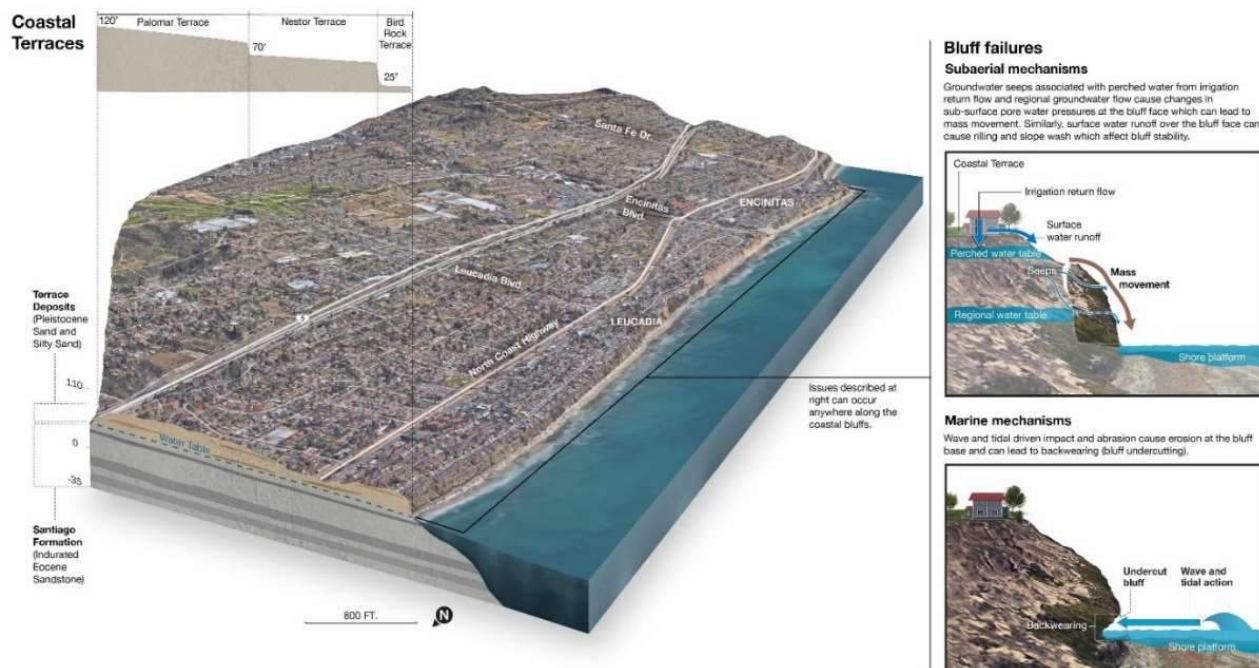 Coastal
Terraces
120'
Palomar Terrace
Nestor Terrace
Bird
Rock
Terrace
70'
25'
Santa Fe Dr.
Encinitas
Blvd.
ENCINITAS
Leucadia Blvd
LEUCADIA
5
North Coast Highway
Terrace
Deposits
(Pleistocene
Sand and
Silty Sand)
110
0
-35
Water Table
Santiago
Formation
(Indurated
Eocene
Sandstone)
800 FT.
N
Issues described at
right can occur
anywhere along the
coastal bluffs.
Bluff failures
Subaerial mechanisms
Groundwater seeps associated with perched water from irrigation
return flow and regional groundwater flow cause changes in
sub-surface pore water pressures at the bluff face which can lead to
mass movement. Similarly, surface water runoff over the bluff face can
cause rilling and slope wash which affect bluff stability.
Coastal Terrace
Irrigation return flow
Surface
water runoff
Perched water table
Seeps
Mass
movement
Regional water table
Shore platform
Marine mechanisms
Wave and tidal driven impact and abrasion cause erosion at the bluff
base and can lead to backwearing (bluff undercutting).
Undercut
bluff
Wave and
tidal action
Backwearing
Shore platform